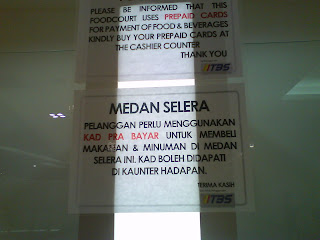 PLEASE BE INFORMED THAT THIS
FOODCOURT USES PREPAID CARDS
FOR PAYMENT OF FOOD & BEVERAGES
KINDLY BUY YOUR PREPAID CARDS AT
THE CASHIER COUNTER
THANK YOU
ITBS
MEDAN SELERA
PELANGGAN PERLU MENGGUNAKAN
KAD PRA BAYAR UNTUK MEMBELI
MAKANAN & MINUMAN DI MEDAN
SELERA INI. KAD BOLEH DIDAPATI
DI KAUNTER HADAPAN.
TERIMA KASIH
ITBS